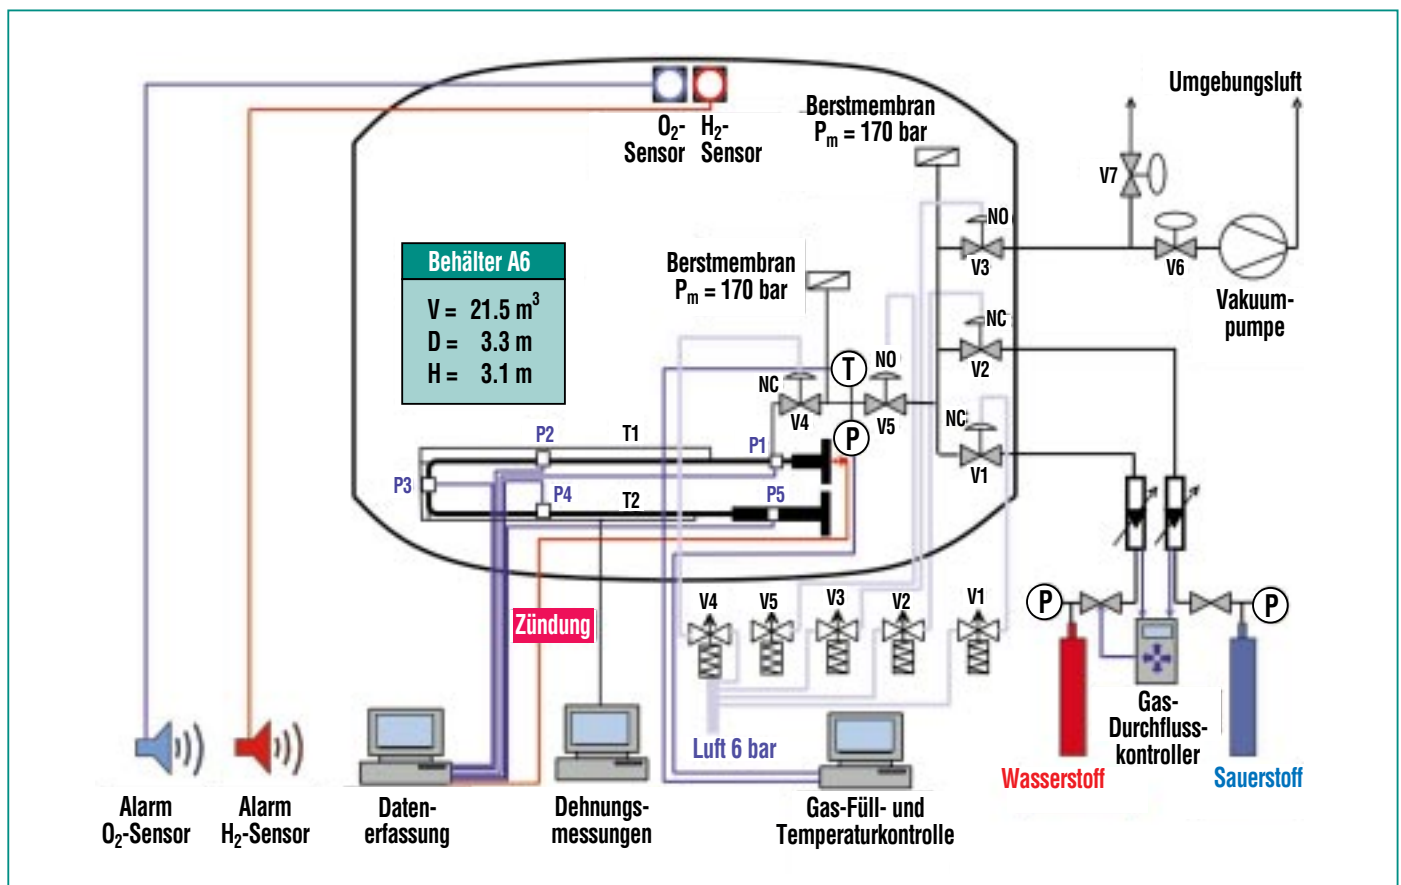 Umgebungsluft
Berstmembran
Pm = 170 bar
O2-
Sensor
H2-
Sensor
V7
NO
V3
V6
Vakuum-
pumpe
Behälter A6
V = 21.5 m³
D = 3.3 m
H = 3.1 m
Berstmembran
Pm = 170 bar
NC
V2
T
NO
NC
V4
V5
P
NC
V1
P2
T1
P1
P3
P4
T2
P5
Zündung
V4
V5
V3
V2
V1
P
P
Luft 6 bar
Gas-
Durchfluss-
kontroller
Wasserstoff
Sauerstoff
Alarm
O2-Sensor
Alarm
H2-Sensor
Daten-
erfassung
Dehnungs-
messungen
Gas-Füll- und
Temperaturkontrolle